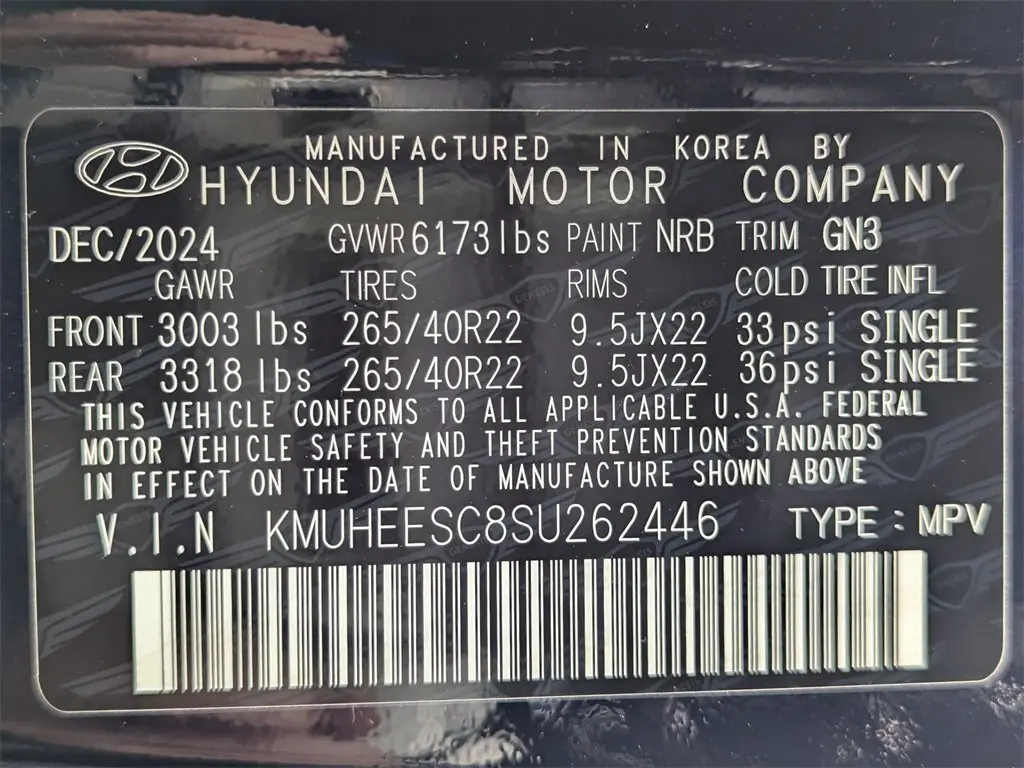 MANUFACTURED IN KOREA BY
HYUNDAI MOTOR COMPANY
DEC/2024 GVWR 6173lbs PAINT NRB TRIM GN3
GAWR TIRES RIMS COLD TIRE INFL
FRONT 3003 lbs 265/40R22 9.5JX22 33psi SINGLE
REAR 3318 lbs 265/40R22 9.5JX22 36psi SINGLE
THIS VEHICLE CONFORMS TO ALL APPLICABLE U.S.A. FEDERAL
MOTOR VEHICLE SAFETY AND THEFT PREVENTION STANDARDS
IN EFFECT ON THE DATE OF MANUFACTURE SHOWN ABOVE
V.I.N KMUHEESC8SU262446 TYPE : MPV